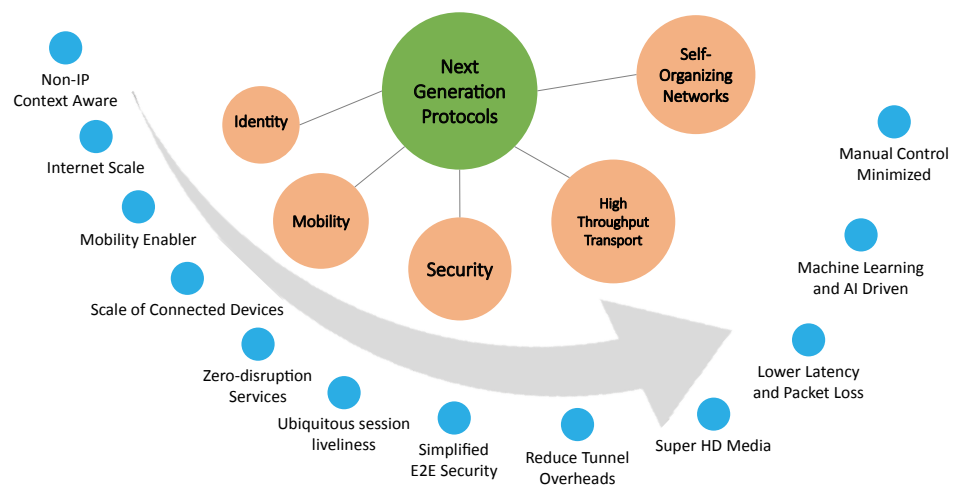 Next
Generation
Protocols
Self-
Organizing
Networks
Identity
Mobility
Security
High
Throughput
Transport
Non-IP
Context Aware
Internet Scale
Mobility Enabler
Scale of Connected Devices
Zero-disruption
Services
Ubiquitous session
liveliness
Simplified
E2E Security
Reduce Tunnel
Overheads
Super HD Media
Lower Latency
and Packet Loss
Machine Learning
and AI Driven
Manual Control
Minimized